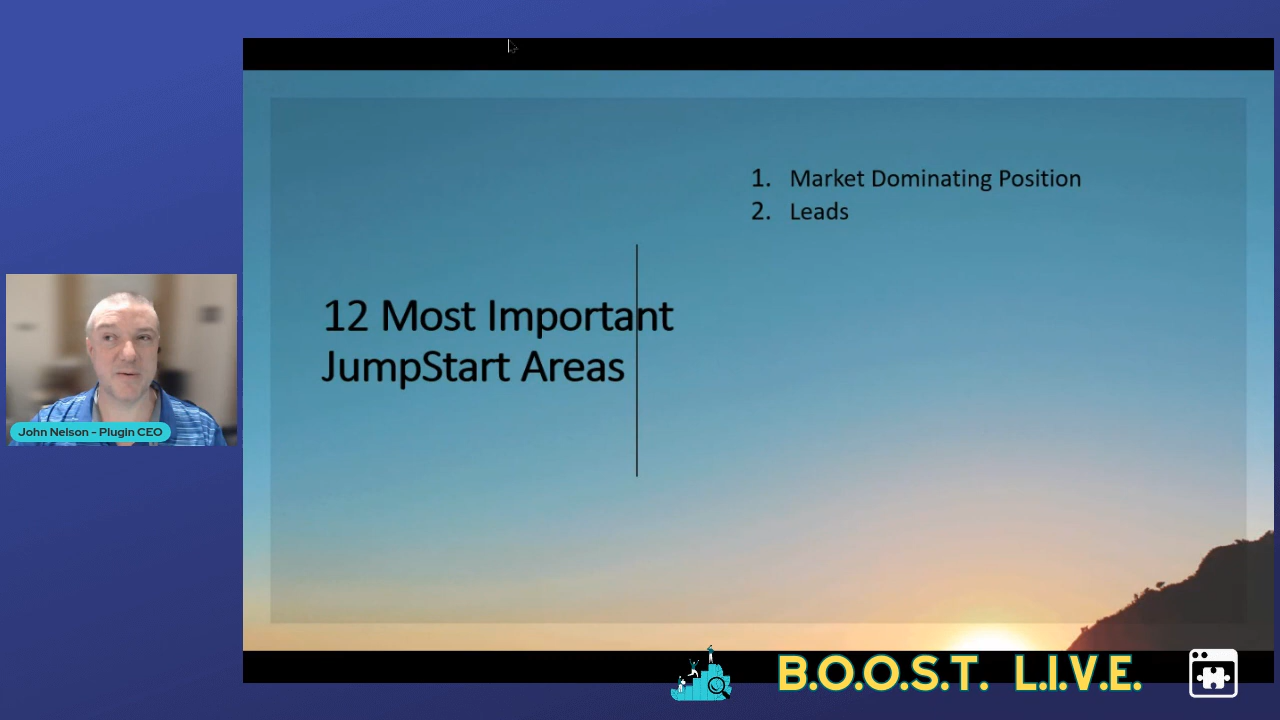 12 Most Important
JumpStart Areas
1. Market Dominating Position
2. Leads
John Nelson - Plugin CEO
B.O.O.S.T. L.I.V.E.